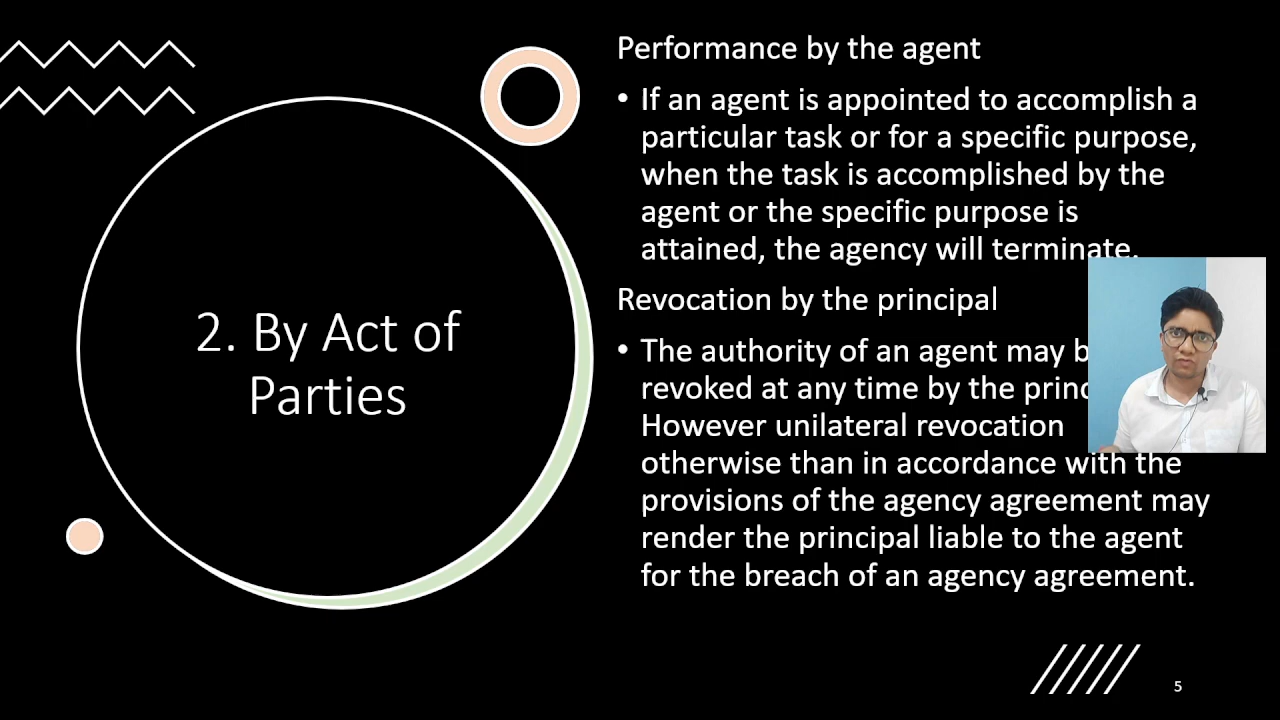 2. By Act of
Parties
Performance by the agent
• If an agent is appointed to accomplish a
particular task or for a specific purpose,
when the task is accomplished by the
agent or the specific purpose is
attained, the agency will terminate.
Revocation by the principal
• The authority of an agent may
revoked at any time by the
However unilateral revocation
otherwise than in accordance with the
provisions of the agency agreement may
render the principal liable to the agent
for the breach of an agency agreement.
5